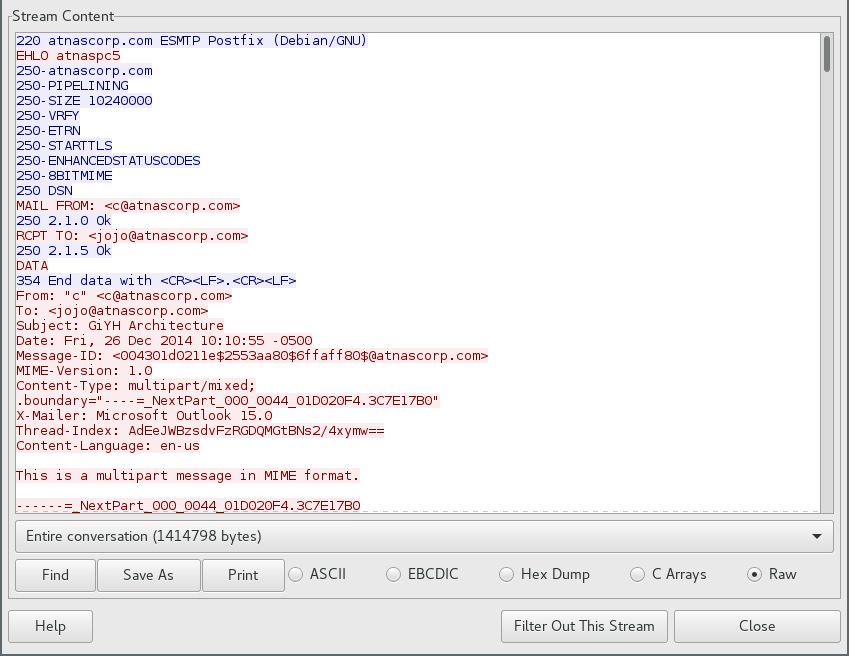 Stream Content
220 atnascorp.com ESMTP Postfix (Debian/GNU)
EHLO atnaspc5
250-atnascorp.com
250-PIPELINING
250-SIZE 10240000
250-VRFY
250-ETRN
250-STARTTLS
250-ENHANCEDSTATUSCODES
250-8BITMIME
250 DSN
MAIL FROM: <c@atnascorp.com>
250 2.1.0 Ok
RCPT TO: <jojo@atnascorp.com>
250 2.1.5 Ok
DATA
354 End data with <CR><LF>.<CR><LF>
From: "c" <c@atnascorp.com>
To: <jojo@atnascorp.com>
Subject: GiYH Architecture
Date: Fri, 26 Dec 2014 10:10:55 -0500
Message-ID: <004301d0211e$2553aa80$6ffaff80$@atnascorp.com>
MIME-Version: 1.0
Content-Type: multipart/mixed;
.boundary="----=_NextPart_000_0044_01D020F4.3C7E17B0"
X-Mailer: Microsoft Outlook 15.0
Thread-Index: AdEeJWBzsdvFzRGDQMGtBNs2/4xymw==
Content-Language: en-us
This is a multipart message in MIME format.
------=_NextPart_000_0044_01D020F4.3C7E17B0
Entire conversation (1414798 bytes)
Find Save As Print ASCII EBCDIC Hex Dump C Arrays Raw
Help Filter Out This Stream Close